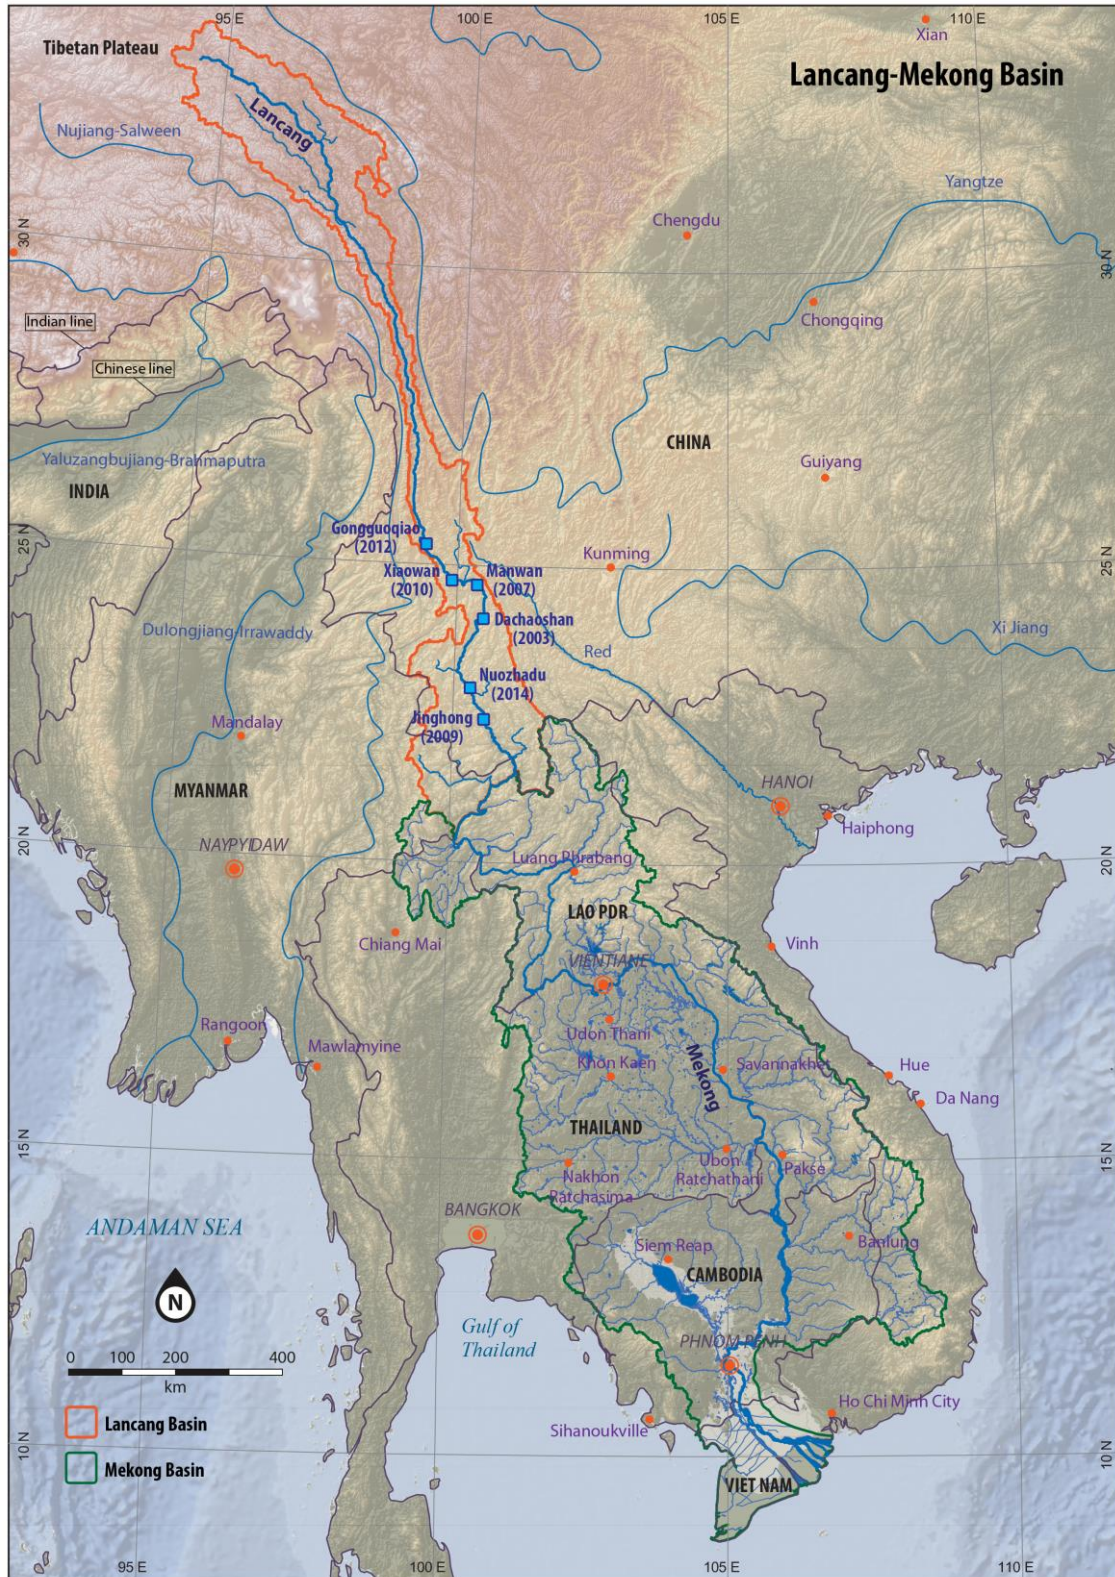 95 E
100 E
105 E
110 E
Tibetan Plateau
Xian
Lancang-Mekong Basin
Lancang
Nujiang-Salween
Yangtze
Chengdu
30 N
30 N
Indian line
Chongqing
Chinese line
CHINA
Yaluzangbujiang-Brahmaputra
Guiyang
INDIA
Gongguoqiao
(2012)
25 N
Kunming
25 N
Xiaowan
(2010)
Manwan
(2007)
Dulongjiang-Irrawaddy
Dachaoshan
(2003)
Xi Jiang
Red
Nuozhadu
(2014)
Mandalay
Jinghong
(2009)
MYANMAR
HANOI
NAYPYIDAW
Haiphong
20 N
20 N
Luang Phrabang
LAO PDR
Chiang Mai
Vinh
VIENTIANE
Rangoon
Udon Thani
Mawlamyine
Khon Kaen
Savannakhet
Hue
Mekong
Da Nang
THAILAND
15 N
15 N
Ubon
Ratchathani
Pakse
Nakhon
Ratchasima
BANGKOK
ANDAMAN SEA
Siem Reap
Banlung
CAMBODIA
N
Gulf of
Thailand
PHNOM PENH
0 100 200 400
km
Ho Chi Minh City
Lancang Basin
Sihanoukville
10 N
10 N
Mekong Basin
VIET NAM
95 E
100 E
105 E
110 E